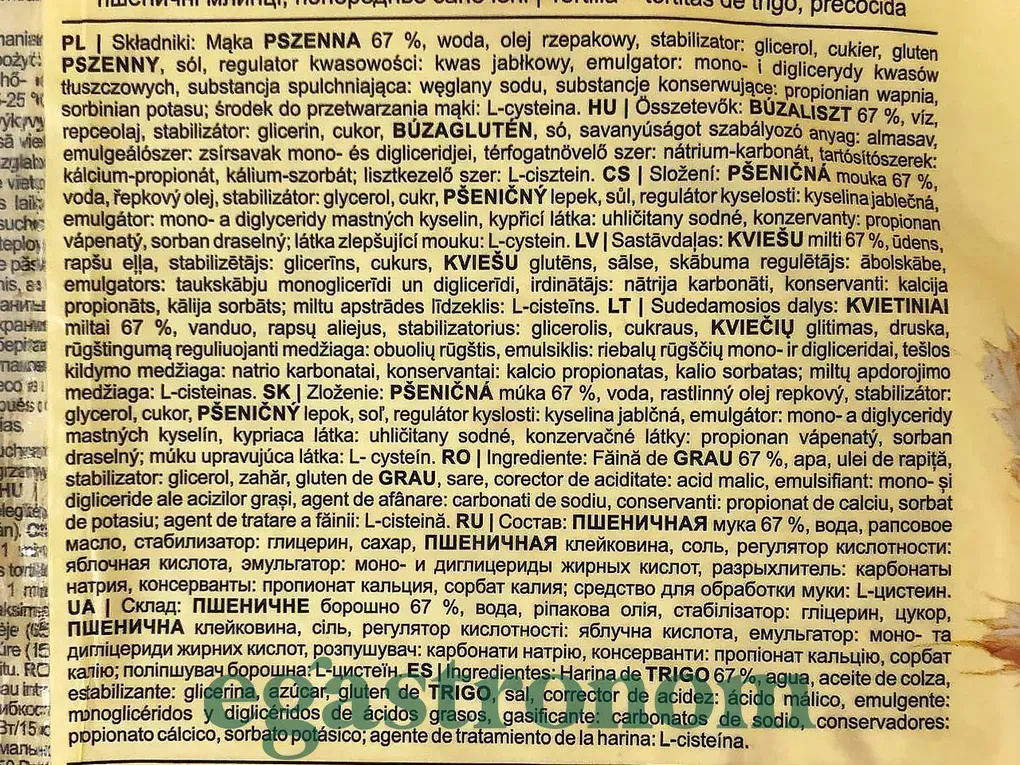 пшеничні млинці, попередньо запечені | Tortilla – tortitas de trigo, precocida
PL | Składniki: Mąka PSZENNA 67 %, woda, olej rzepakowy, stabilizator: glicerol, cukier, gluten
PSZENNY, sól, regulator kwasowości: kwas jabłkowy, emulgator: mono- i diglicerydy kwasów
tłuszczowych, substancja spulchniająca: węglany sodu, substancje konserwujące: propionian wapnia,
sorbinian potasu; środek do przetwarzania mąki: L-cysteina. HU | Összetevők: BÚZALISZT 67 %, víz,
repceolaj, stabilizátor: glicerin, cukor, BÚZAGLUTÉN, só, savanyúságot szabályozó anyag: almasav,
emulgeálószer: zsírsavak mono- és digliceridjei, térfogatnövelő szer: nátrium-karbonát, tartósítószerek:
kálcium-propionát, kálium-szorbát; lisztkezelő szer: L-cisztein. CS | Složení: PŠENIČNÁ mouka 67 %,
voda, řepkový olej, stabilizátor: glycerol, cukr, PŠENIČNÝ lepek, sůl, regulátor kyselosti: kyselina jablečná,
emulgátor: mono- a diglyceridy mastných kyselin, kypřicí látka: uhličitany sodné, konzervanty: propionan
vápenatý, sorban draselný; látka zlepšující mouku: L-cystein. LV | Sastāvdaļas: KVIEŠU milti 67 %, ūdens,
rapšu eļļa, stabilizētājs: glicerīns, cukurs, KVIEŠU glutēns, sālse, skābuma regulētājs: ābolskābe,
emulgators: taukskābju monoglicerīdi un diglicerīdi, irdinātājs: nātrija karbonāti, konservanti: kalcija
propionāts, kālija sorbāts; miltu apstrādes līdzeklis: L-cisteīns. LT | Sudedamosios dalys: KVIETINIAI
miltai 67 %, vanduo, rapsų aliejus, stabilizatorius: glicerolis, cukraus, KVIEČIŲ glitimas, druska,
rūgštingumą reguliuojanti medžiaga: obuolių rūgštis, emulsiklis: riebalų rūgščių mono- ir digliceridai, tešlos
kildymo medžiaga: natrio karbonatai, konservantai: kalcio propionatas, kalio sorbatas; miltų apdorojimo
medžiaga: L-cisteinas. SK | Zloženie: PŠENIČNÁ múka 67 %, voda, rastlinný olej repkový, stabilizátor:
glycerol, cukor, PŠENIČNÝ lepok, soľ, regulátor kyslosti: kyselina jablčná, emulgátor: mono- a diglyceridy
mastných kyselín, kypriaca látka: uhličitany sodné, konzervačné látky: propionan vápenatý, sorban
draselný; múku upravujúca látka: L- cysteín. RO | Ingrediente: Făină de GRAU 67 %, apa, ulei de rapiță,
stabilizator: glicerol, zahăr, gluten de GRAU, sare, corector de aciditate: acid malic, emulsifiant: mono- și
digliceride ale acizilor grași, agent de afânare: carbonati de sodiu, conservanti: propionat de calciu, sorbat
de potasiu; agent de tratare a făinii: L-cisteină. RU | Состав: ПШЕНИЧНАЯ мука 67 %, вода, рапсовое
масло, стабилизатор: глицерин, сахар, ПШЕНИЧНАЯ клейковина, соль, регулятор кислотности:
яблочная кислота, эмульгатор: моно- и диглицериды жирных кислот, разрыхлитель: карбонаты
натрия, консерванты: пропионат кальция, сорбат калия; средство для обработки муки: L-цистеин.
UA | Склад: ПШЕНИЧНЕ борошно 67 %, вода, ріпакова олія, стабілізатор: гліцерин, цукор,
ПШЕНИЧНА клейковина, сіль, регулятор кислотності: яблучна кислота, емульгатор: моно- та
дигліцериди жирних кислот, розпушувач: карбонати натрію, консерванти: пропіонат кальцію, сорбат
калію; поліпшувач борошна: L-цистеїн. ES | Ingredientes: Harina de TRIGO 67 %, agua, aceite de colza,
estabilizante: glicerina, azúcar, gluten de TRIGO, sal, corrector de acidez: ácido málico, emulgente:
monoglicéridos y diglicéridos de ácidos grasos, gasificante: carbonatos de sodio, conservadores:
propionato cálcico, sorbato potásico; agente de tratamiento de la harina: L-cisteína.
egastronom